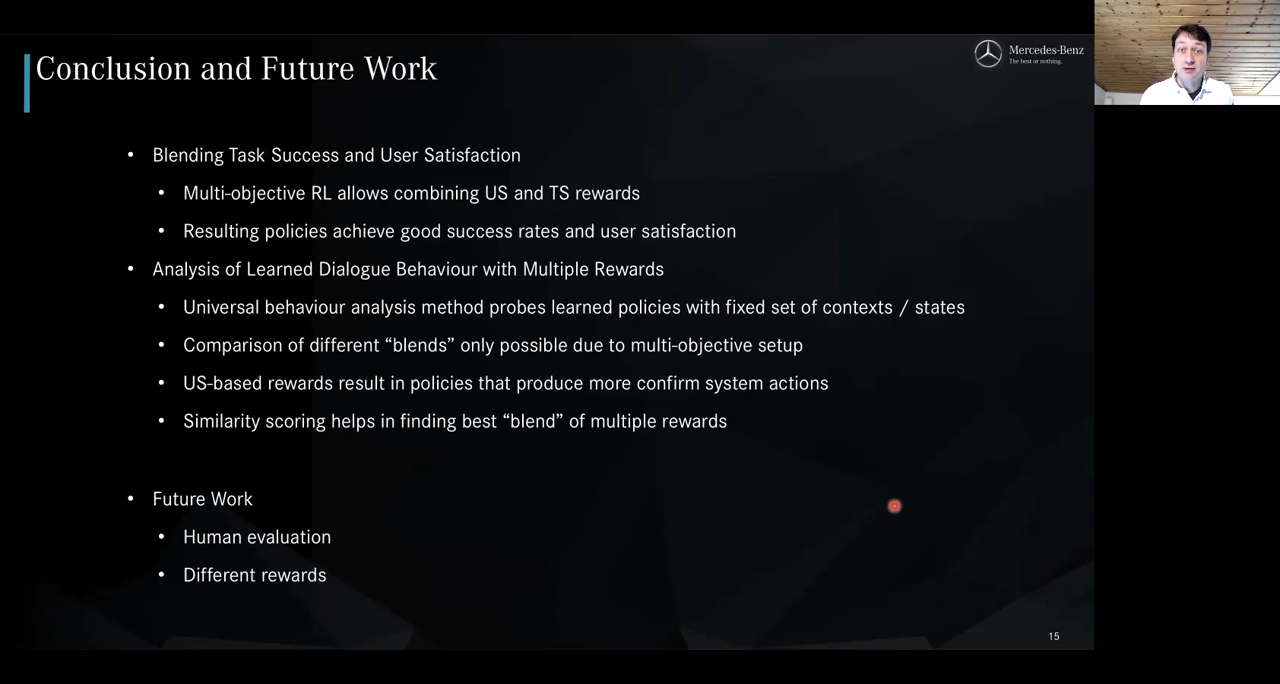 Conclusion and Future Work
Mercedes-Benz
The best or nothing.
• Blending Task Success and User Satisfaction
• Multi-objective RL allows combining US and TS rewards
• Resulting policies achieve good success rates and user satisfaction
• Analysis of Learned Dialogue Behaviour with Multiple Rewards
• Universal behaviour analysis method probes learned policies with fixed set of contexts / states
• Comparison of different “blends” only possible due to multi-objective setup
• US-based rewards result in policies that produce more confirm system actions
• Similarity scoring helps in finding best “blend” of multiple rewards
• Future Work
• Human evaluation
• Different rewards
15